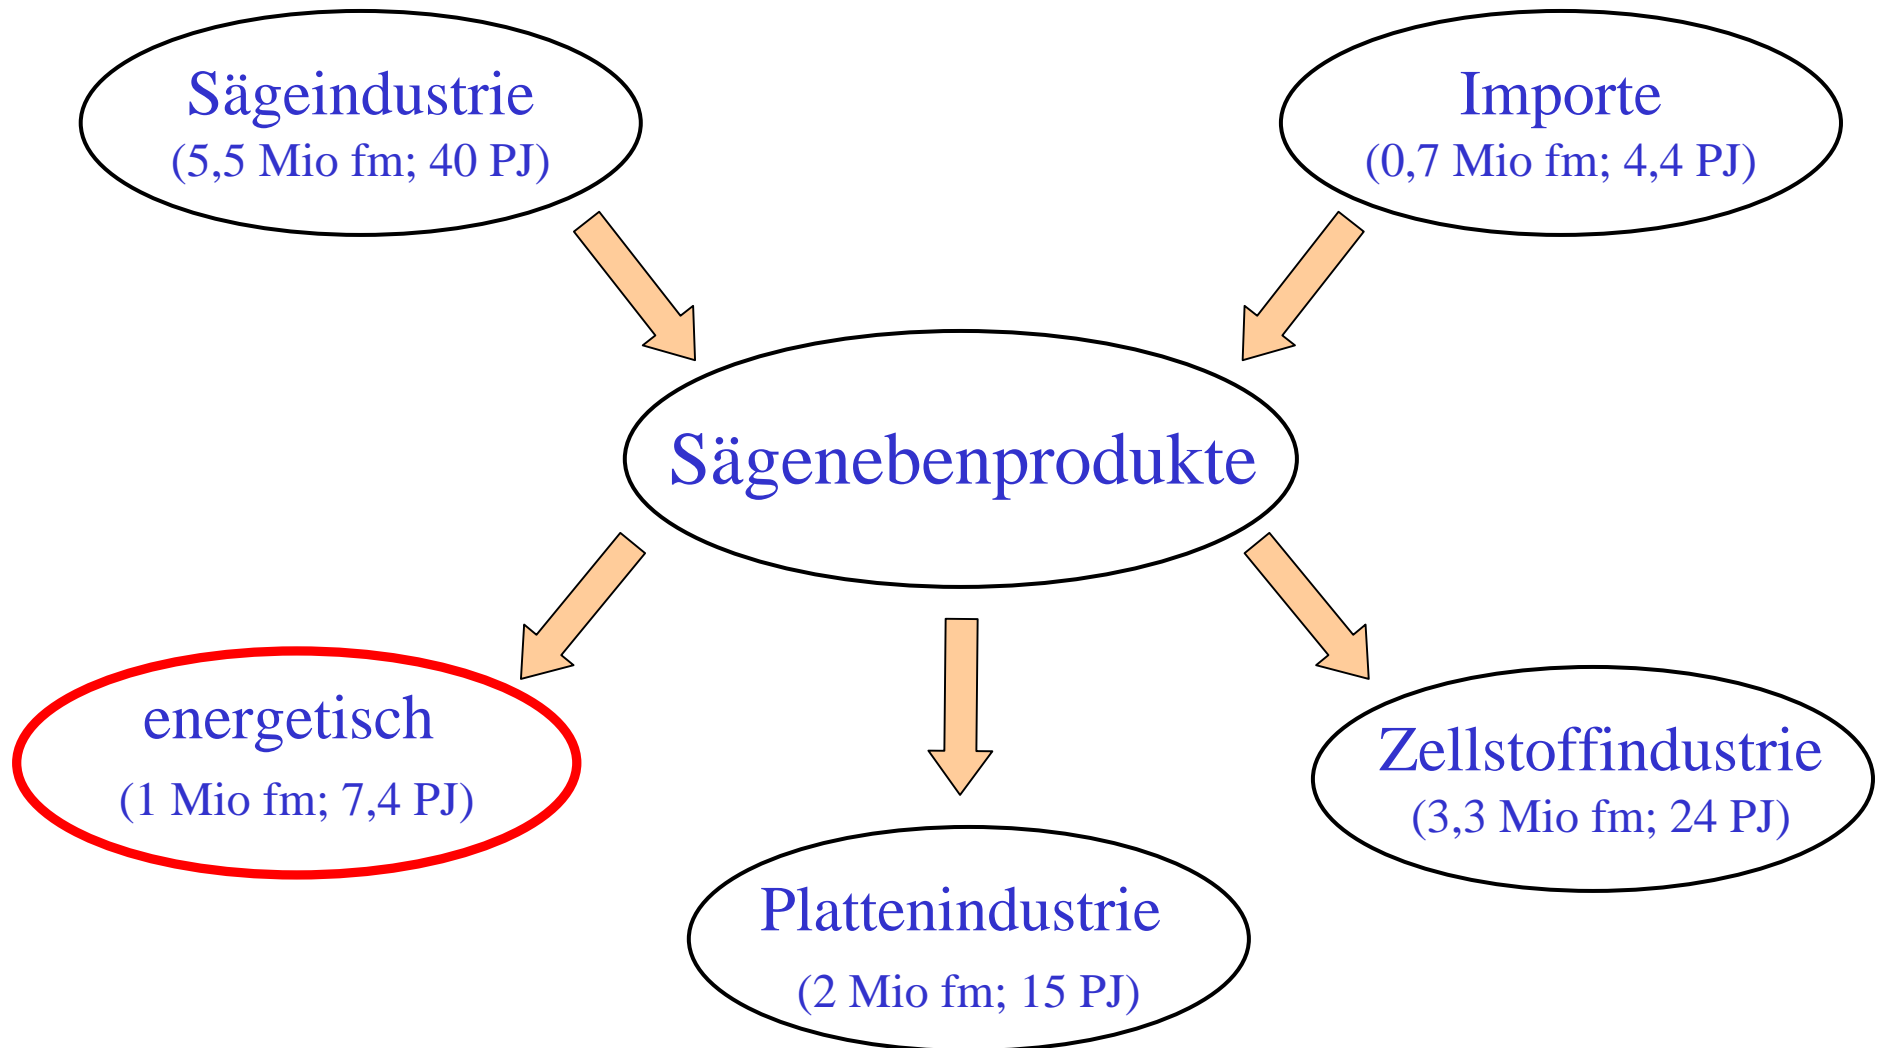 Sägeindustrie
(5,5 Mio fm; 40 PJ)
Importe
(0,7 Mio fm; 4,4 PJ)
Sägenebenprodukte
energetisch
(1 Mio fm; 7,4 PJ)
Zellstoffindustrie
(3,3 Mio fm; 24 PJ)
Plattenindustrie
(2 Mio fm; 15 PJ)